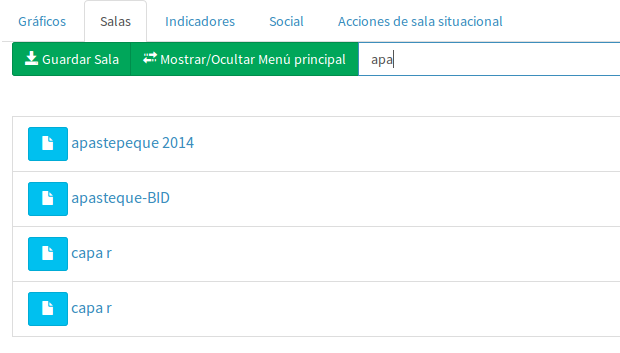 Gráficos Salas Indicadores Social Acciones de sala situacional
Guardar Sala Mostrar/Ocultar Menú principal apa
apastepeque 2014
apasteque-BID
capa r
capa r